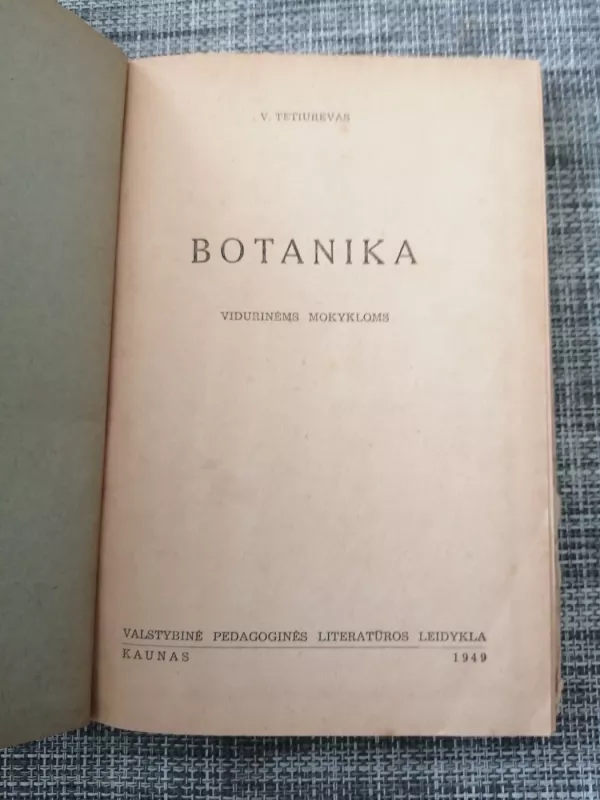 V. TETIUREVAS
BOTANIKA
VIDURINĖMS MOKYKLOMS
VALSTYBINĖ PEDAGOGINĖS LITERATŪROS LEIDYKLA
KAUNAS 1949